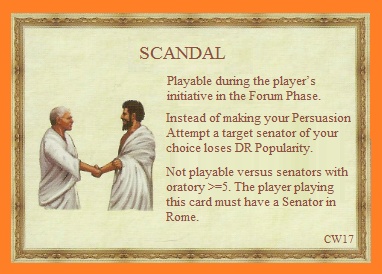 SCANDAL
Playable during the player's
initiative in the Forum Phase.
Instead of making your Persuasion
Attempt a target senator of your
choice loses DR Popularity.
Not playable versus senators with
oratory >=5. The player playing
this card must have a Senator in
Rome.
CW17